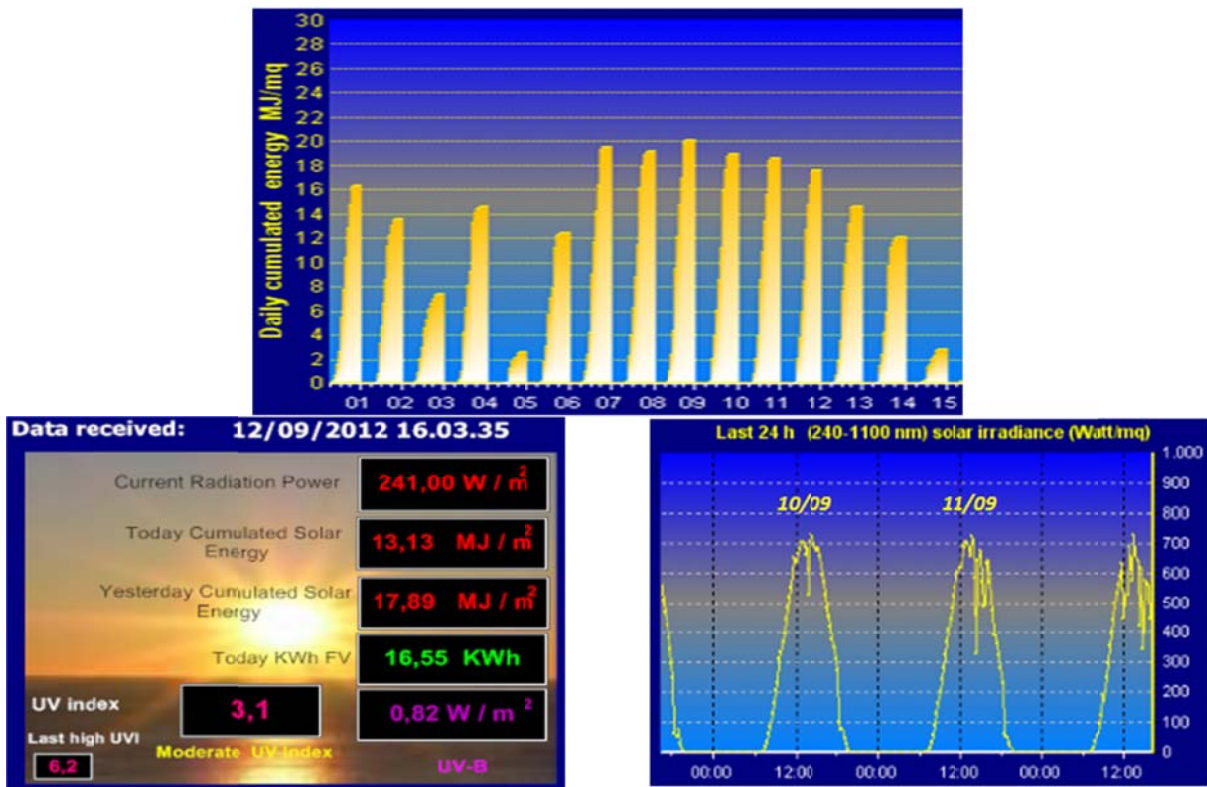 Daily cumulated energy MJ/mq
30
28
26
24
22
20
18
16
14
12
10
8
6
4
2
0
01 02 03 04 05 06 07 08 09 10 11 12 13 14 15
Data received: 12/09/2012 16.03.35
Current Radiation Power 241,00 W / m²
Today Cumulated Solar
Energy
13,13 MJ / m²
Yesterday Cumulated Solar
Energy
17,89 MJ / m²
Today KWh FV 16,55 KWh
UV index 3,1 0,82 W / m²
Last high UVI
6,2
Moderate UV-Index
UV-B
Last 24 h (240-1100 nm) solar irradiance (Watt/mq)
10/09 11/09
1.000
900
800
700
600
500
400
300
200
100
0
00:00 12:00 00:00 12:00 00:00 12:00